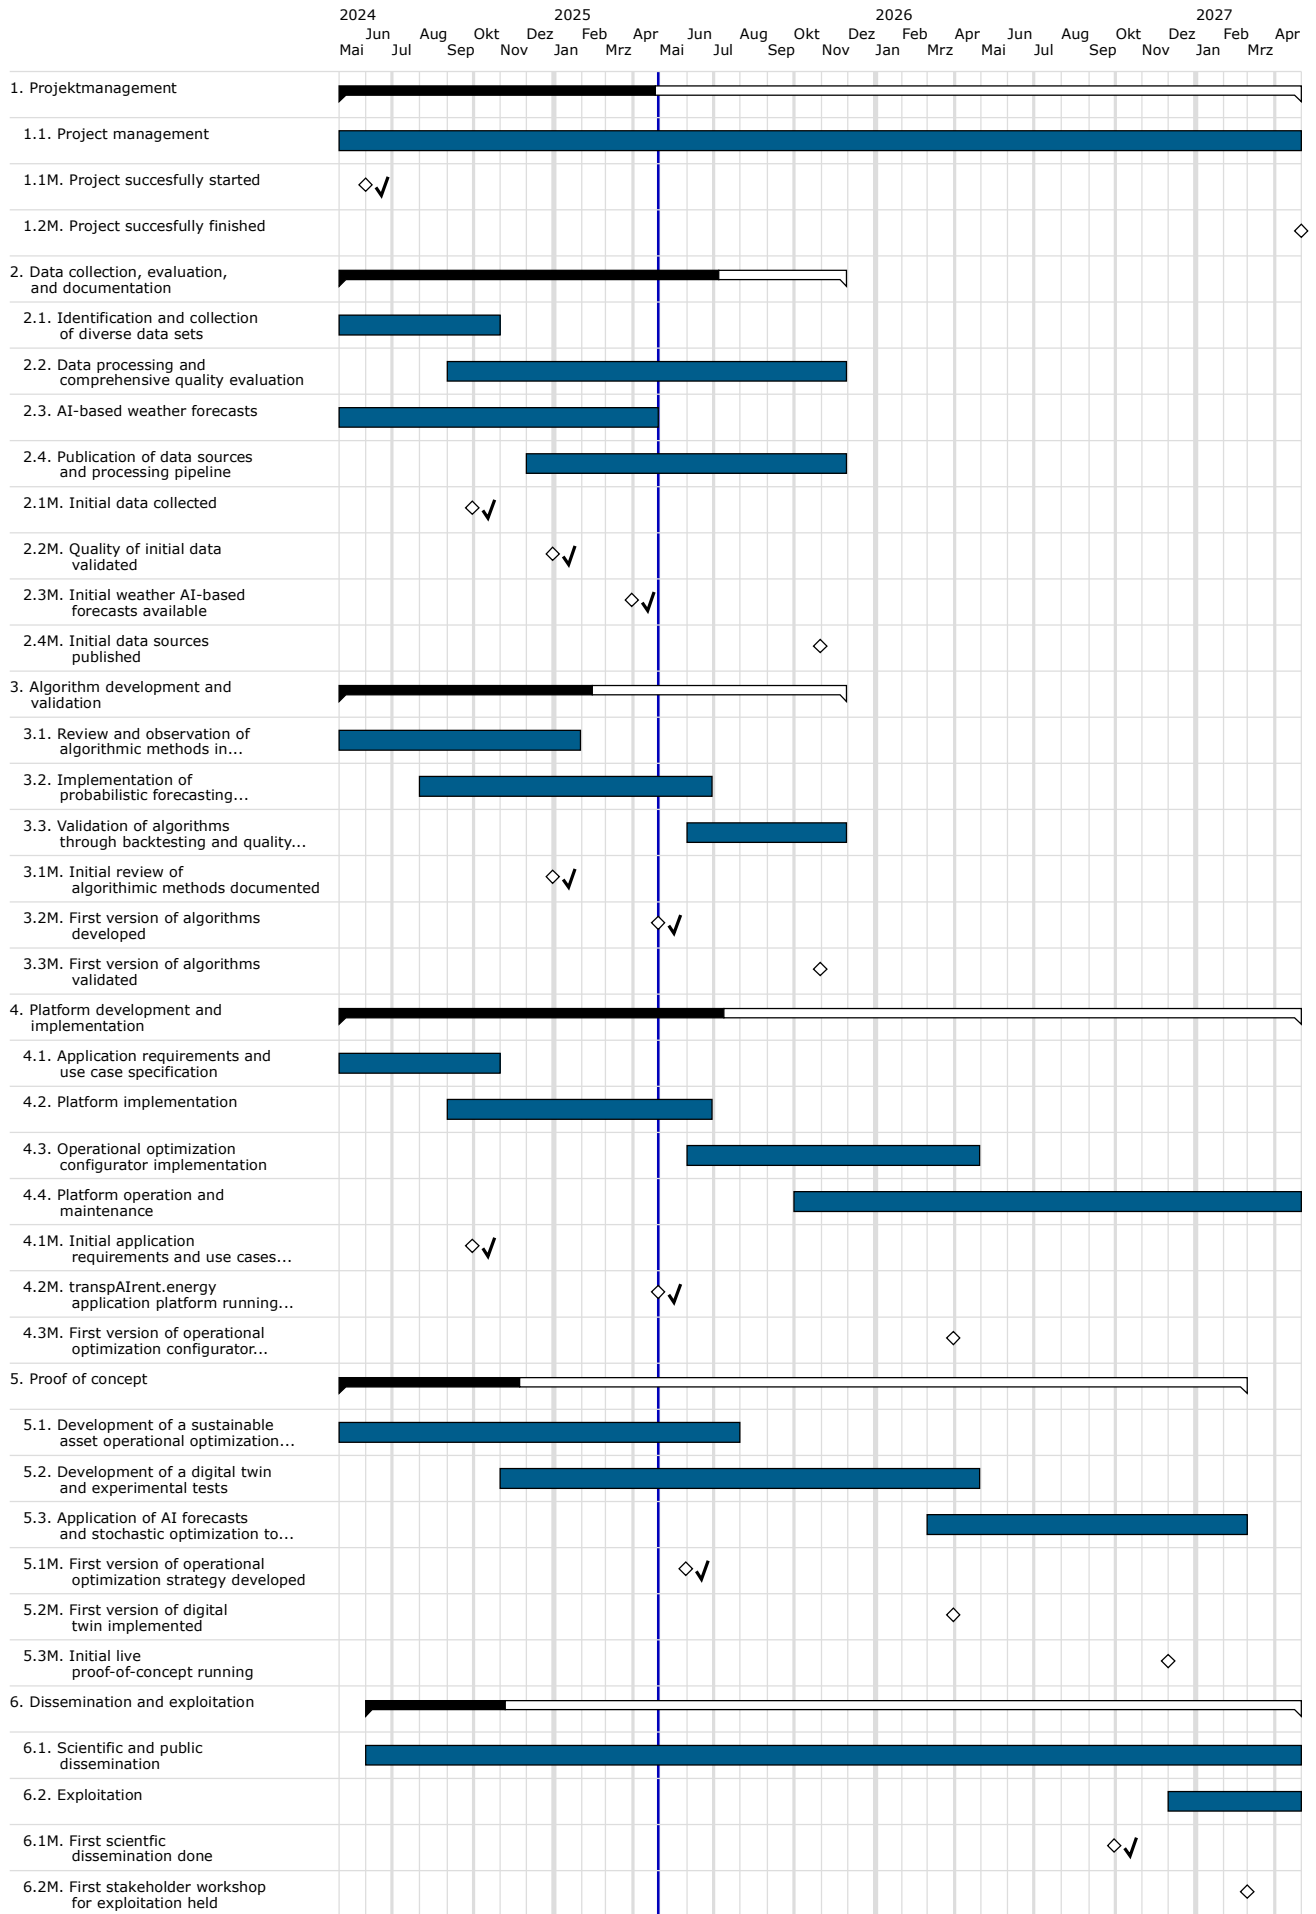 2024 2025 2026 2027
Jun Aug Okt Dez Feb Apr Jun Aug Okt Dez Feb Apr Jun Aug Okt Dez Feb Apr
Mai Jul Sep Nov Jan Mrz Mai Jul Sep Nov Jan Mrz Mai Jul Sep Nov Jan Mrz
1. Projektmanagement
1.1. Project management
1.1M. Project succesfully started
1.2M. Project succesfully finished
2. Data collection, evaluation,
and documentation
2.1. Identification and collection
of diverse data sets
2.2. Data processing and
comprehensive quality evaluation
2.3. AI-based weather forecasts
2.4. Publication of data sources
and processing pipeline
2.1M. Initial data collected
2.2M. Quality of initial data
validated
2.3M. Initial weather AI-based
forecasts available
2.4M. Initial data sources
published
3. Algorithm development and
validation
3.1. Review and observation of
algorithmic methods in...
3.2. Implementation of
probabilistic forecasting...
3.3. Validation of algorithms
through backtesting and quality...
3.1M. Initial review of
algorithimic methods documented
3.2M. First version of algorithms
developed
3.3M. First version of algorithms
validated
4. Platform development and
implementation
4.1. Application requirements and
use case specification
4.2. Platform implementation
4.3. Operational optimization
configurator implementation
4.4. Platform operation and
maintenance
4.1M. Initial application
requirements and use cases...
4.2M. transpAIrent.energy
application platform running...
4.3M. First version of operational
optimization configurator...
5. Proof of concept
5.1. Development of a sustainable
asset operational optimization...
5.2. Development of a digital twin
and experimental tests
5.3. Application of AI forecasts
and stochastic optimization to...
5.1M. First version of operational
optimization strategy developed
5.2M. First version of digital
twin implemented
5.3M. Initial live
proof-of-concept running
6. Dissemination and exploitation
6.1. Scientific and public
dissemination
6.2. Exploitation
6.1M. First scientfic
dissemination done
6.2M. First stakeholder workshop
for exploitation held